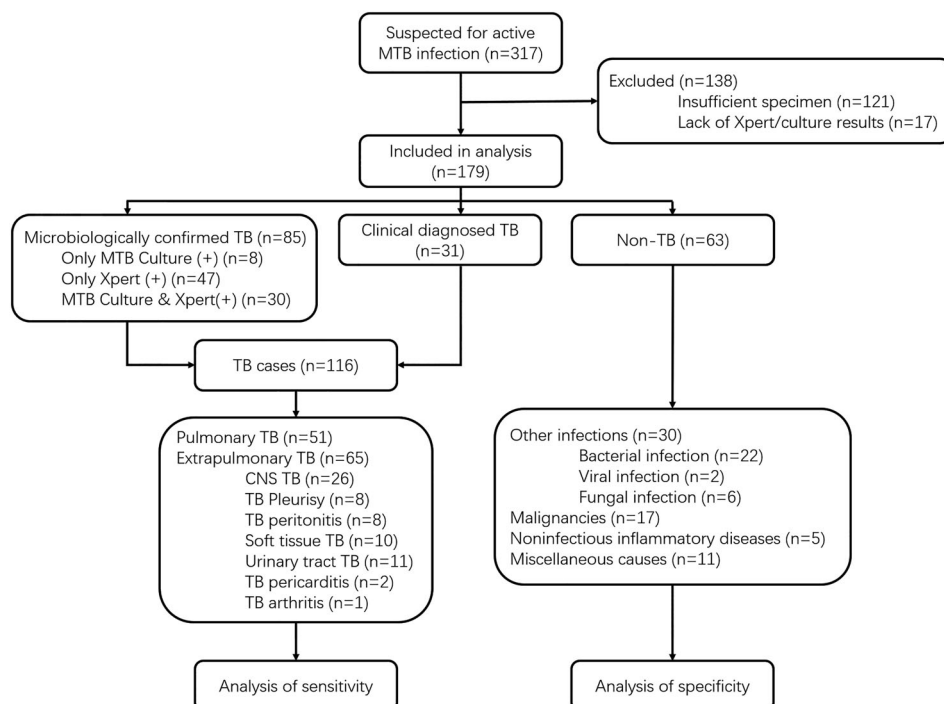 Suspected for active
MTB infection (n=317)
Excluded (n=138)
Insufficient specimen (n=121)
Lack of Xpert/culture results (n=17)
Included in analysis
(n=179)
Microbiologically confirmed TB (n=85)
Only MTB Culture (+) (n=8)
Only Xpert (+) (n=47)
MTB Culture & Xpert(+) (n=30)
Clinical diagnosed TB
(n=31)
Non-TB (n=63)
TB cases (n=116)
Pulmonary TB (n=51)
Extrapulmonary TB (n=65)
CNS TB (n=26)
TB Pleurisy (n=8)
TB peritonitis (n=8)
Soft tissue TB (n=10)
Urinary tract TB (n=11)
TB pericarditis (n=2)
TB arthritis (n=1)
Other infections (n=30)
Bacterial infection (n=22)
Viral infection (n=2)
Fungal infection (n=6)
Malignancies (n=17)
Noninfectious inflammatory diseases (n=5)
Miscellaneous causes (n=11)
Analysis of sensitivity
Analysis of specificity